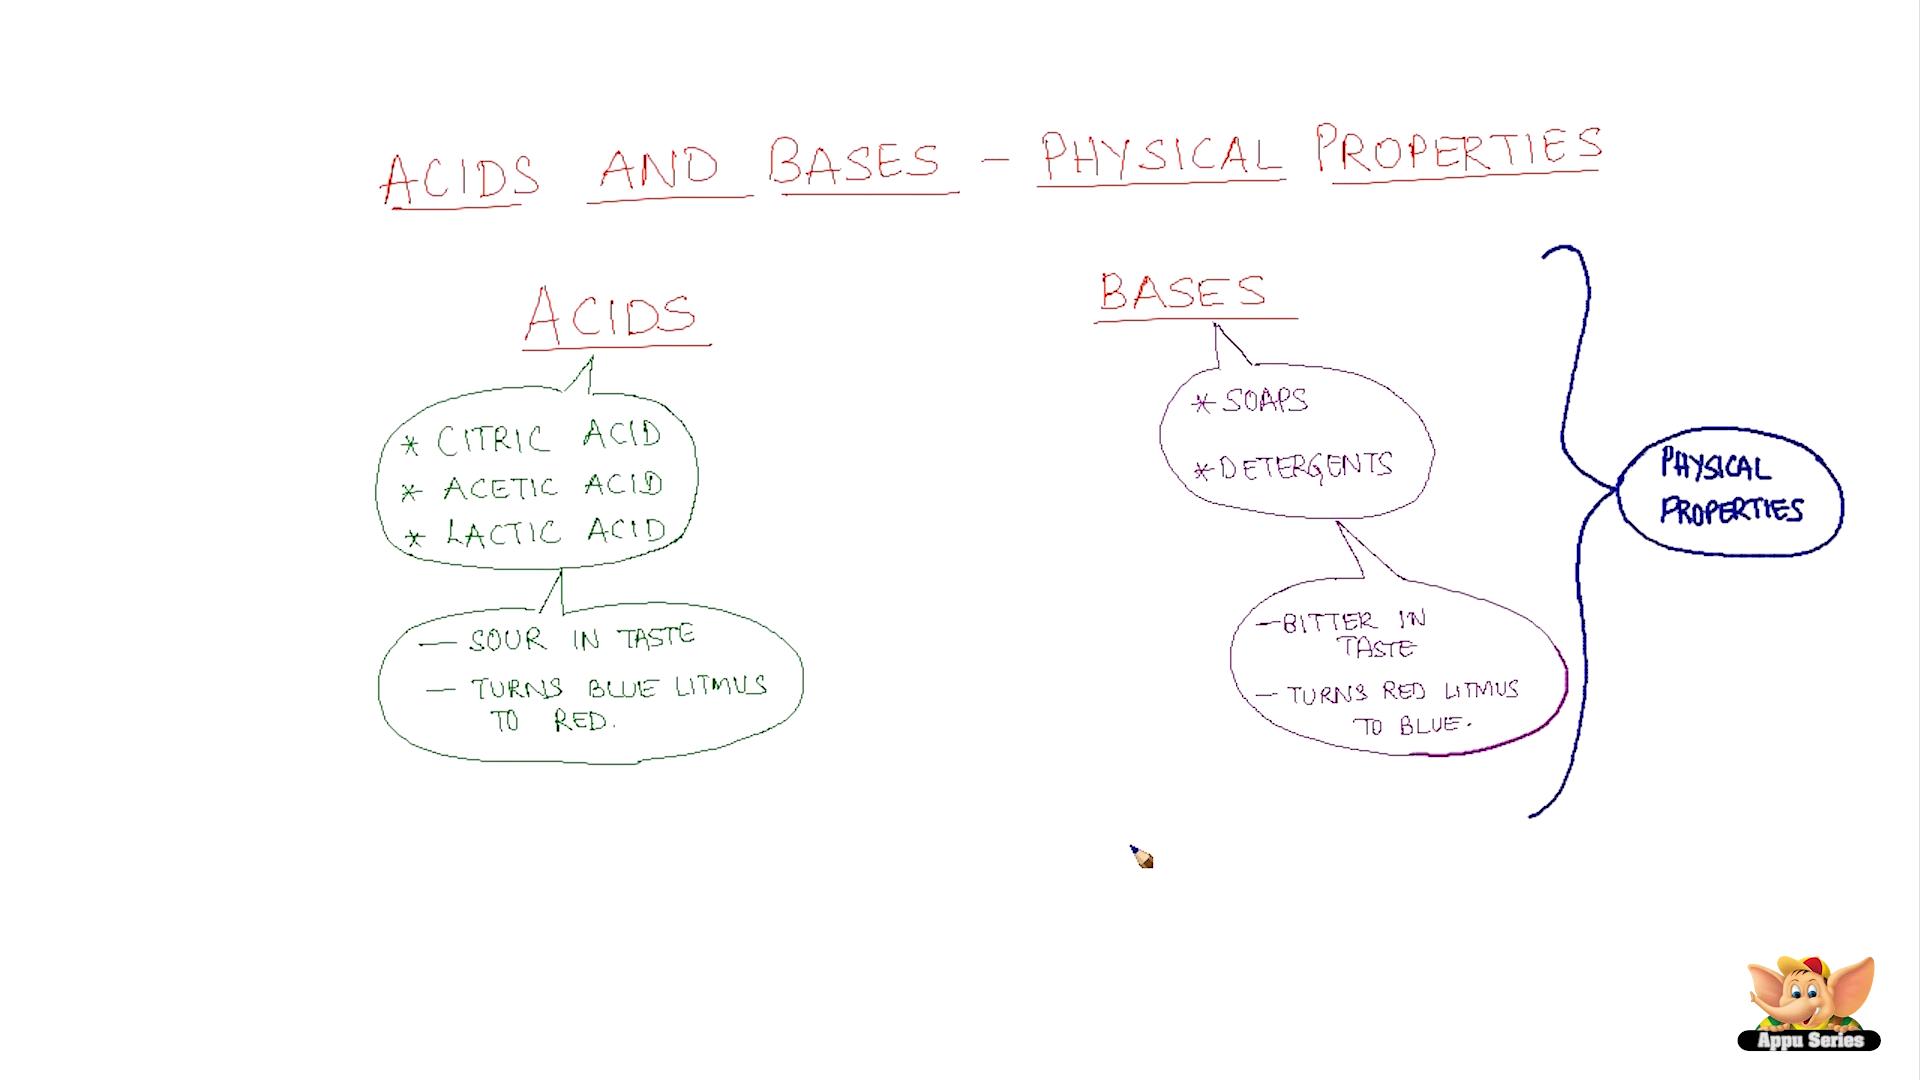 ACIDS AND BASES - PHYSICAL PROPERTIES
ACIDS
* CITRIC ACID
* ACETIC ACID
* LACTIC ACID
— SOUR IN TASTE
— TURNS BLUE LITMUS
TO RED.
BASES
* SOAPS
* DETERGENTS
— BITTER IN
TASTE
— TURNS RED LITMUS
TO BLUE.
PHYSICAL
PROPERTIES
Appu Series